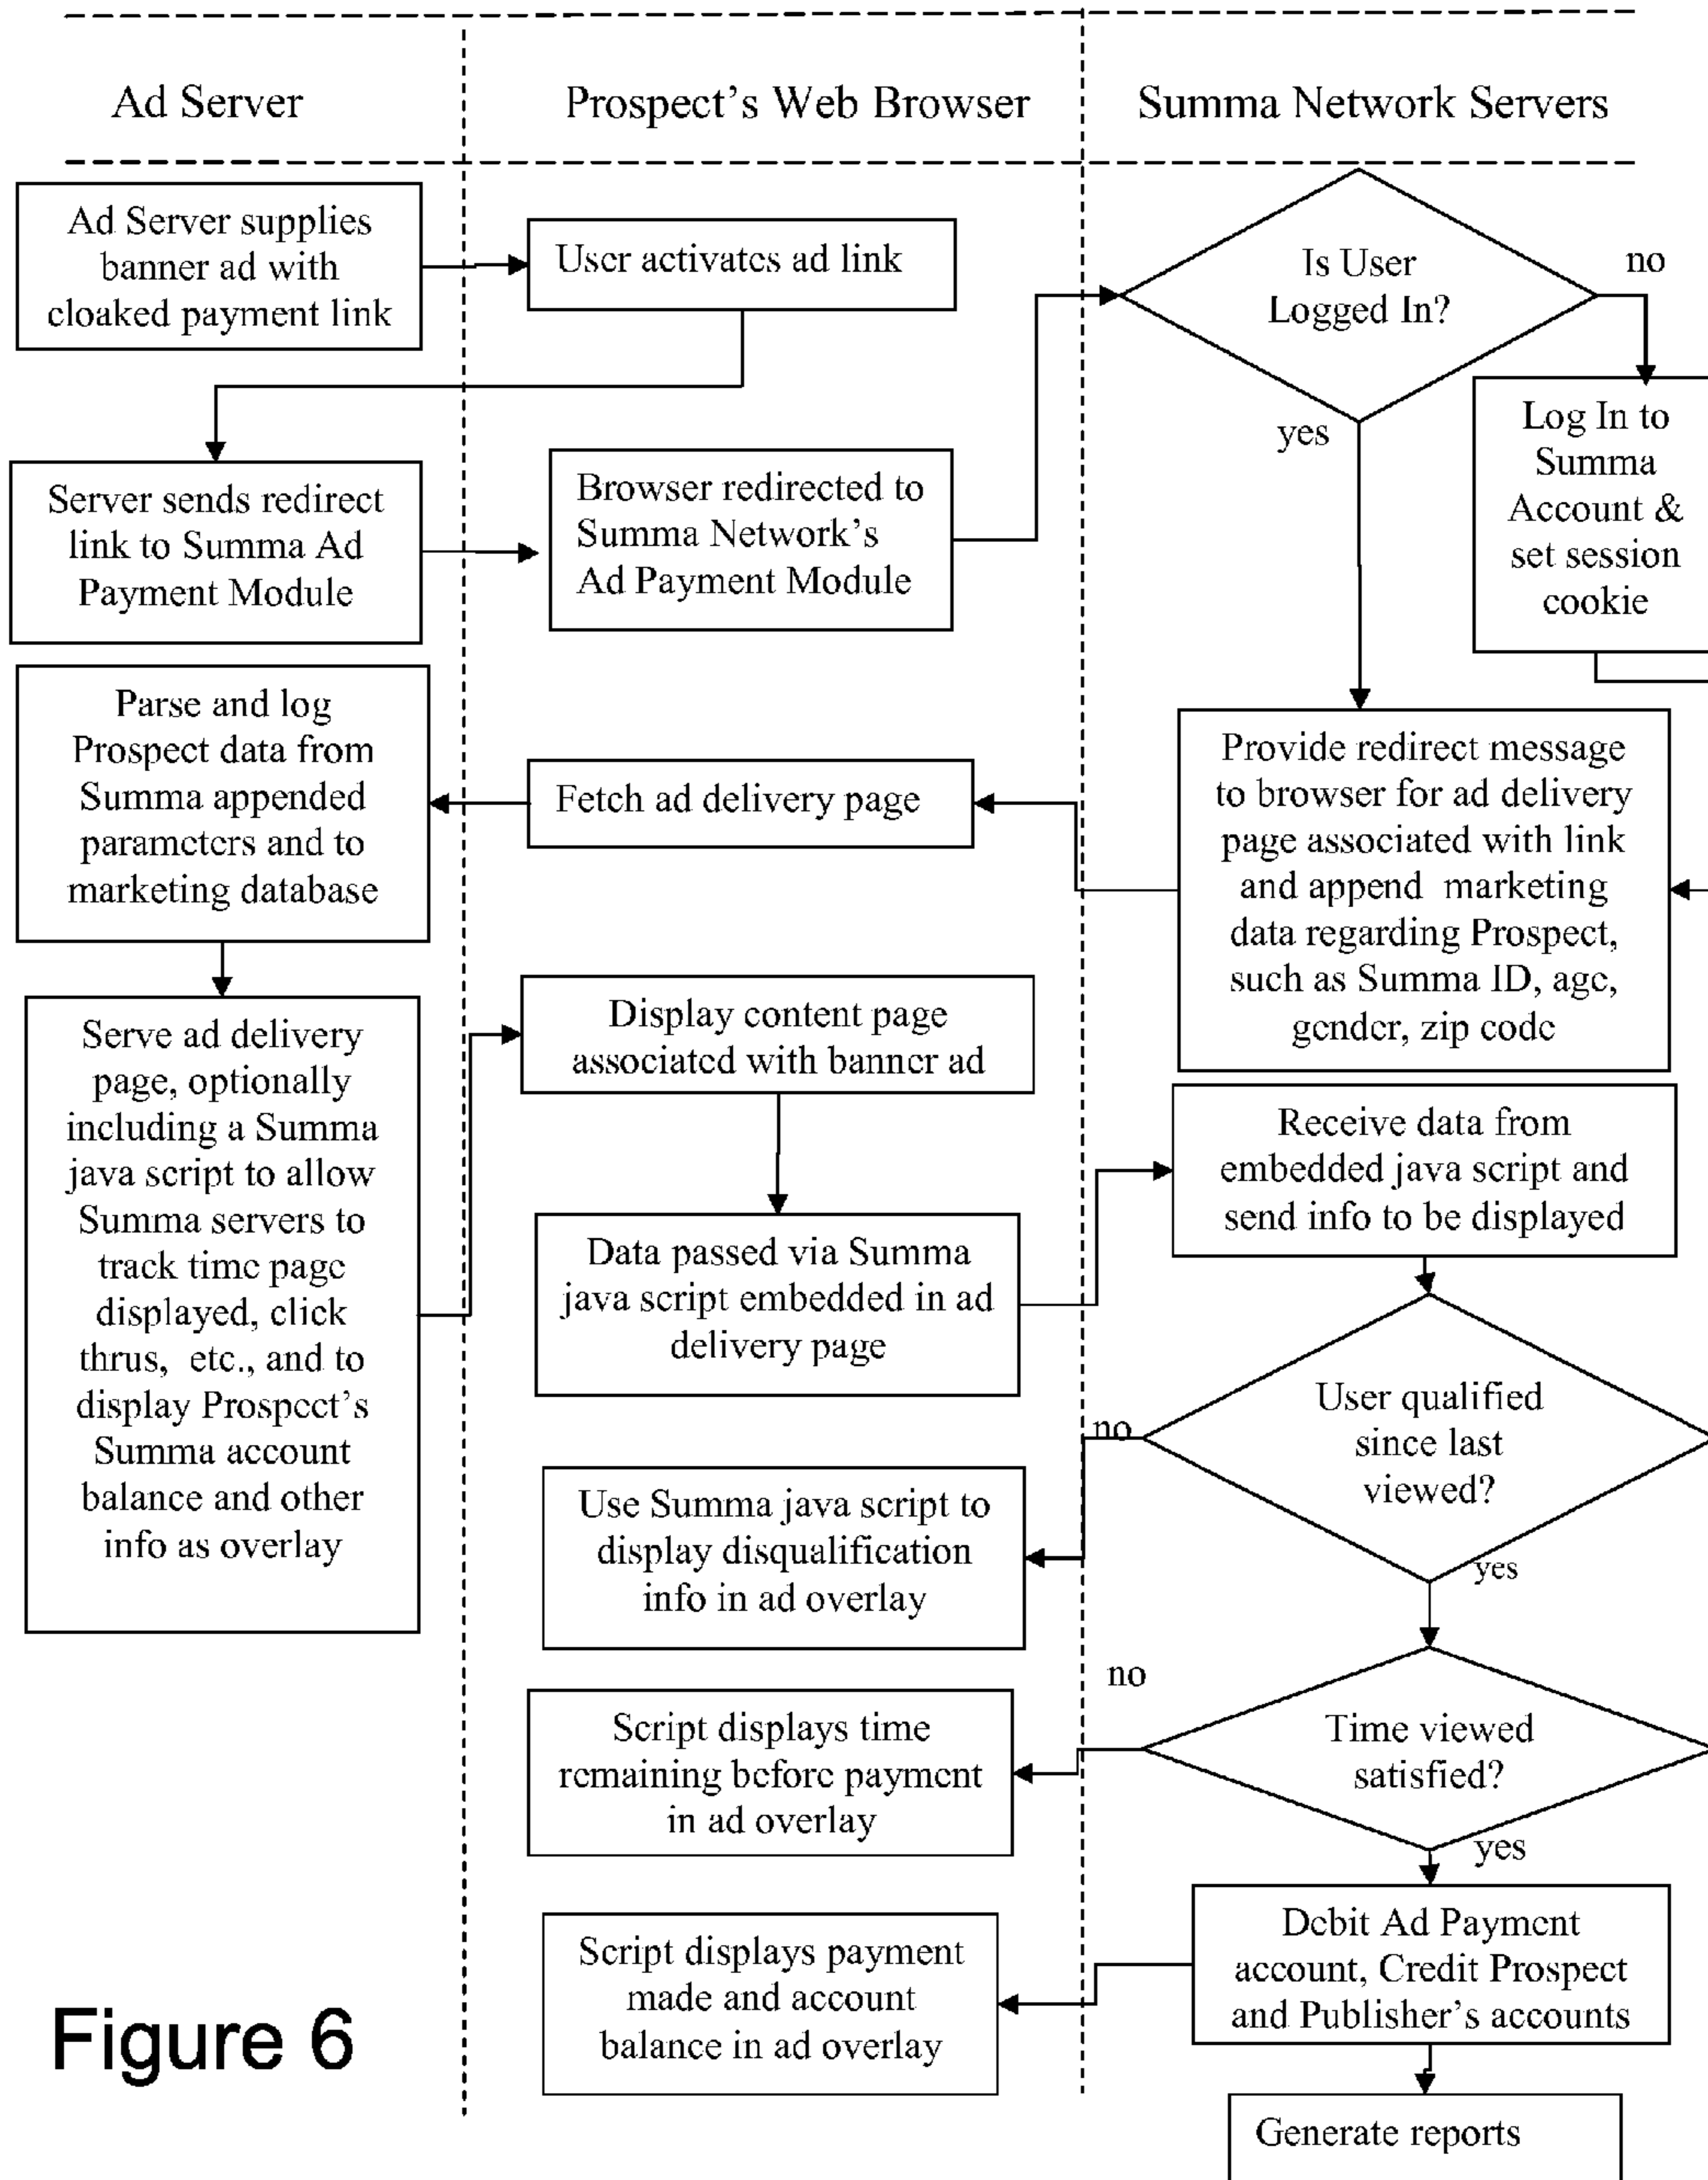 Ad Server
Prospect's Web Browser
Summa Network Servers
Ad Server supplies
banner ad with
cloaked payment link
User activates ad link
Is User
Logged In?
no
yes
Log In to
Summa
Account &
set session
cookie
Server sends redirect
link to Summa Ad
Payment Module
Browser redirected to
Summa Network's
Ad Payment Module
Parse and log
Prospect data from
Summa appended
parameters and to
marketing database
Fetch ad delivery page
Provide redirect message
to browser for ad delivery
page associated with link
and append marketing
data regarding Prospect,
such as Summa ID, age,
gender, zip code
Serve ad delivery
page, optionally
including a Summa
java script to allow
Summa servers to
track time page
displayed, click
thrus, etc., and to
display Prospect's
Summa account
balance and other
info as overlay
Display content page
associated with banner ad
Receive data from
embedded java script and
send info to be displayed
Data passed via Summa
java script embedded in ad
delivery page
User qualified
since last
viewed?
no
yes
Use Summa java script to
display disqualification
info in ad overlay
no
Time viewed
satisfied?
yes
Script displays time
remaining before payment
in ad overlay
Debit Ad Payment
account, Credit Prospect
and Publisher's accounts
Script displays payment
made and account
balance in ad overlay
Generate reports
Figure 6